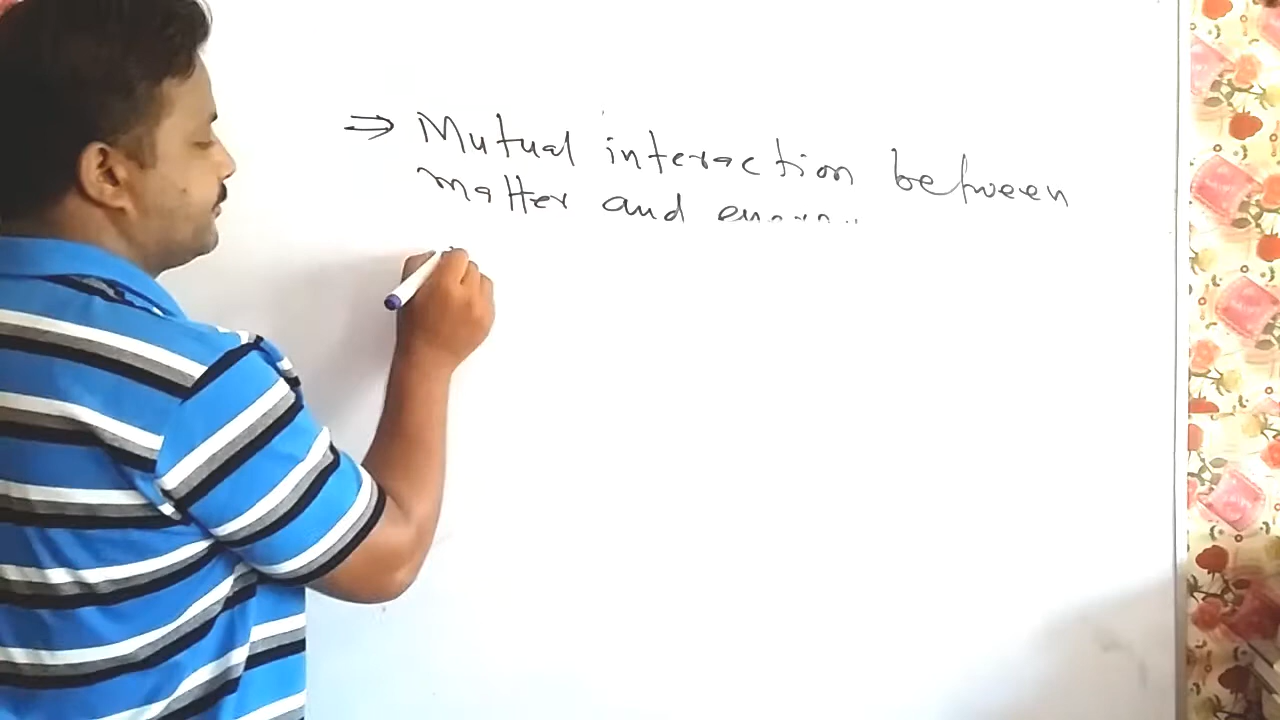 ⇒ Mutual interaction between
matter and